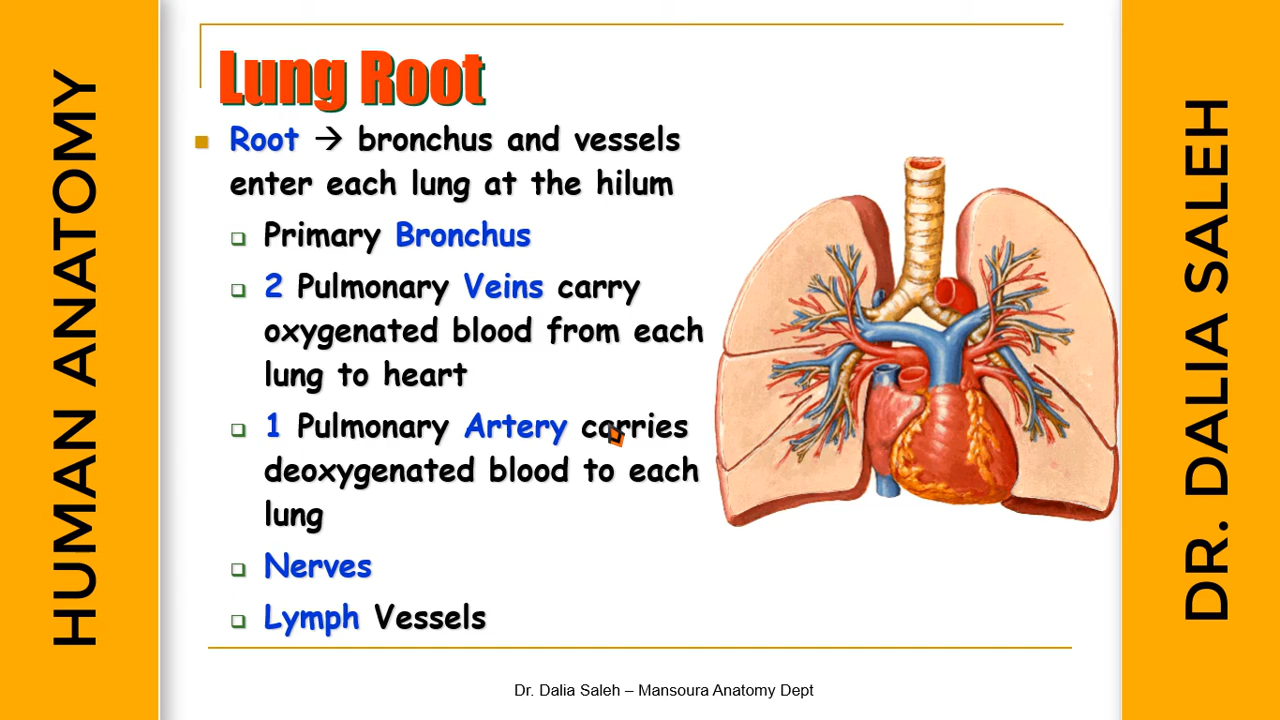 HUMAN ANATOMY
Lung Root
Root → bronchus and vessels
enter each lung at the hilum
Primary Bronchus
2 Pulmonary Veins carry
oxygenated blood from each
lung to heart
1 Pulmonary Artery carries
deoxygenated blood to each
lung
Nerves
Lymph Vessels
Dr. Dalia Saleh – Mansoura Anatomy Dept
DR. DALIA SALEH